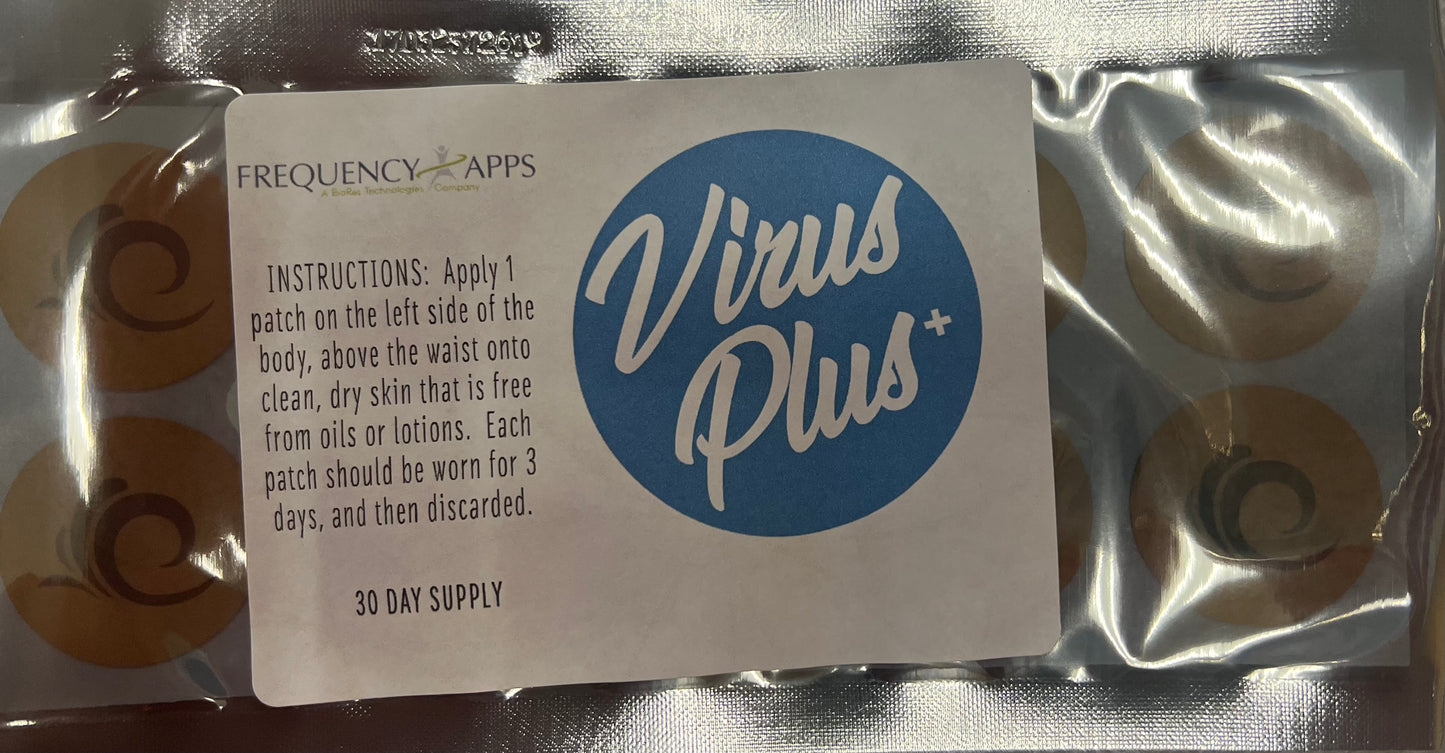 FREQUENCY APPS
A BioRes Technologies Company
INSTRUCTIONS: Apply 1
patch on the left side of the
body, above the waist onto
clean, dry skin that is free
from oils or lotions. Each
patch should be worn for 3
days, and then discarded.
30 DAY SUPPLY
Virus
Plus+